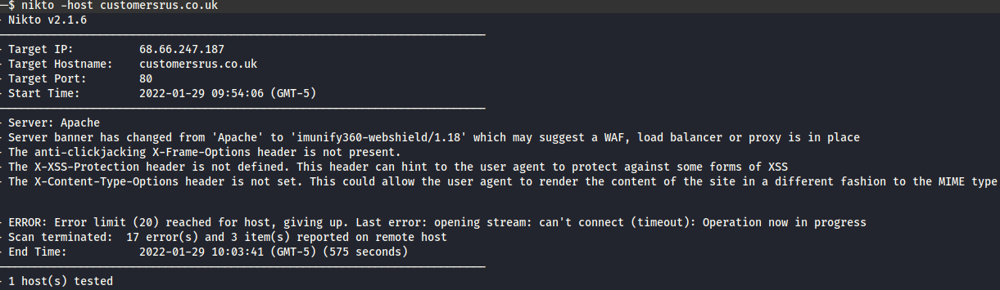 ─$ nikto -host customersrus.co.uk
- Nikto v2.1.6
- Target IP: 68.66.247.187
- Target Hostname: customersrus.co.uk
- Target Port: 80
- Start Time: 2022-01-29 09:54:06 (GMT-5)
- Server: Apache
- Server banner has changed from 'Apache' to 'imunify360-webshield/1.18' which may suggest a WAF, load balancer or proxy is in place
- The anti-clickjacking X-Frame-Options header is not present.
- The X-XSS-Protection header is not defined. This header can hint to the user agent to protect against some forms of XSS
- The X-Content-Type-Options header is not set. This could allow the user agent to render the content of the site in a different fashion to the MIME type
- ERROR: Error limit (20) reached for host, giving up. Last error: opening stream: can't connect (timeout): Operation now in progress
- Scan terminated: 17 error(s) and 3 item(s) reported on remote host
- End Time: 2022-01-29 10:03:41 (GMT-5) (575 seconds)
- 1 host(s) tested